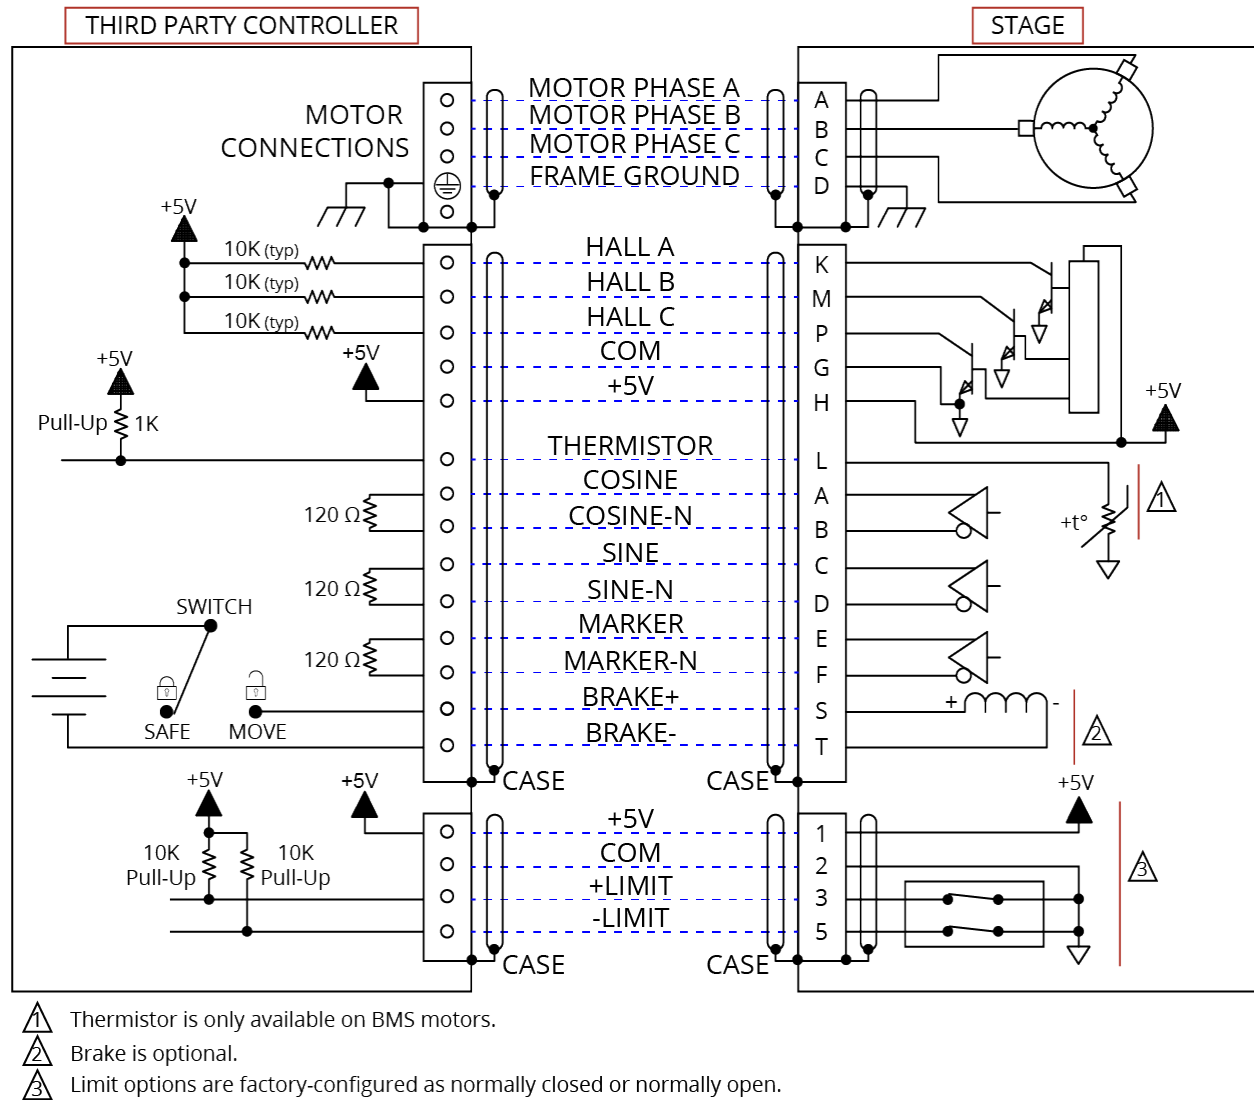 THIRD PARTY CONTROLLER
STAGE
MOTOR CONNECTIONS
MOTOR PHASE A
A
MOTOR PHASE B
B
MOTOR PHASE C
C
FRAME GROUND
D
+5V
10K (typ)
HALL A
K
10K (typ)
HALL B
M
10K (typ)
HALL C
P
+5V
+5V
COM
G
+5V
H
+5V
Pull-Up 1K
THERMISTOR
L
+t°
1
COSINE
A
120 Ω
COSINE-N
B
SINE
C
120 Ω
SINE-N
D
MARKER
E
120 Ω
MARKER-N
F
SWITCH
SAFE
MOVE
BRAKE+
S
+ -
BRAKE-
T
2
CASE
CASE
+5V
+5V
+5V
10K Pull-Up
10K Pull-Up
+5V
1
COM
2
+LIMIT
3
-LIMIT
5
3
CASE
CASE
1 Thermistor is only available on BMS motors.
2 Brake is optional.
3 Limit options are factory-configured as normally closed or normally open.